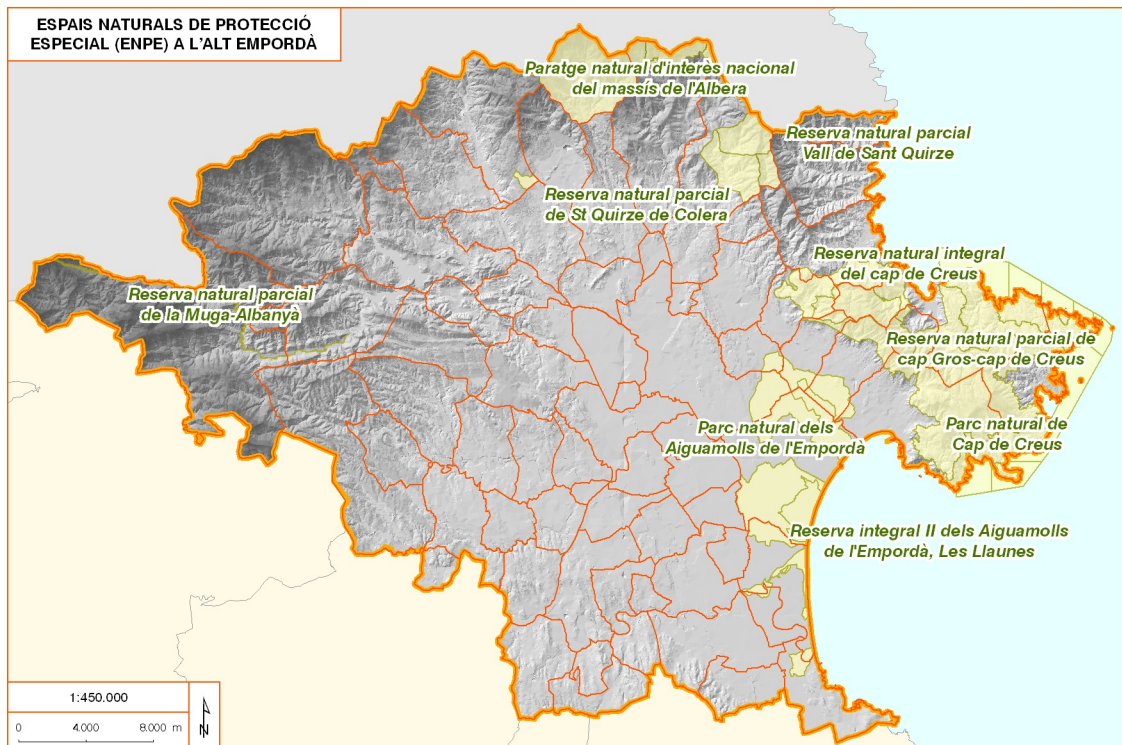 ESPAIS NATURALS DE PROTECCIÓ
ESPECIAL (ENPE) A L'ALT EMPORDÀ
Paratge natural d'interès nacional
del massís de l'Albera
Reserva natural parcial
Vall de Sant Quirze
Reserva natural parcial
de St Quirze de Colera
Reserva natural integral
del cap de Creus
Reserva natural parcial
de la Muga-Albanyà
Reserva natural parcial de
cap Gros-cap de Creus
Parc natural dels
Aiguamolls de l'Empordà
Parc natural de
Cap de Creus
Reserva integral II dels Aiguamolls
de l'Empordà, Les Llaunes
1:450.000
0 4.000 8.000 m
N